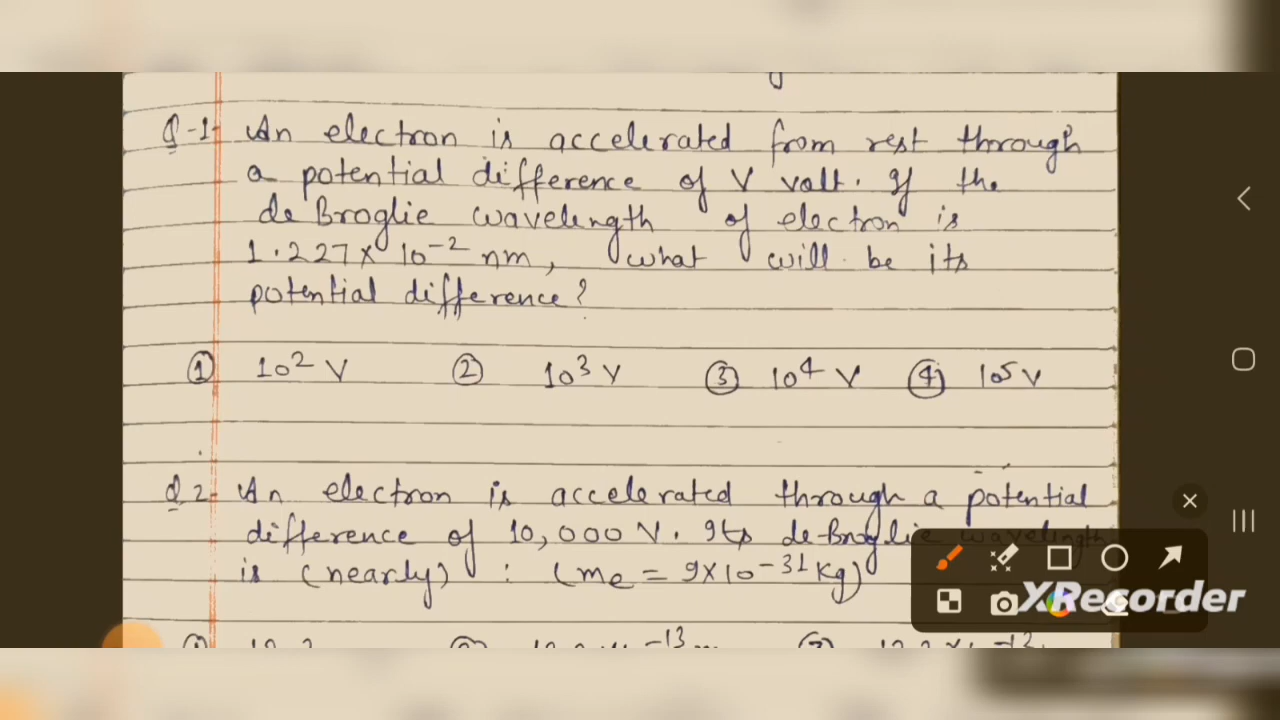 Q-1- An electron is accelerated from rest through
a potential difference of V volt. If the
de Broglie wavelength of electron is
1.227 × 10⁻² nm, what will be its
potential difference?
① 10² V ② 10³ V ③ 10⁴ V ④ 10⁵ V
Q 2- An electron is accelerated through a potential
difference of 10,000 V. Its de-Broglie wavelength
is (nearly) : (me = 9×10⁻³¹ Kg)
XRecorder